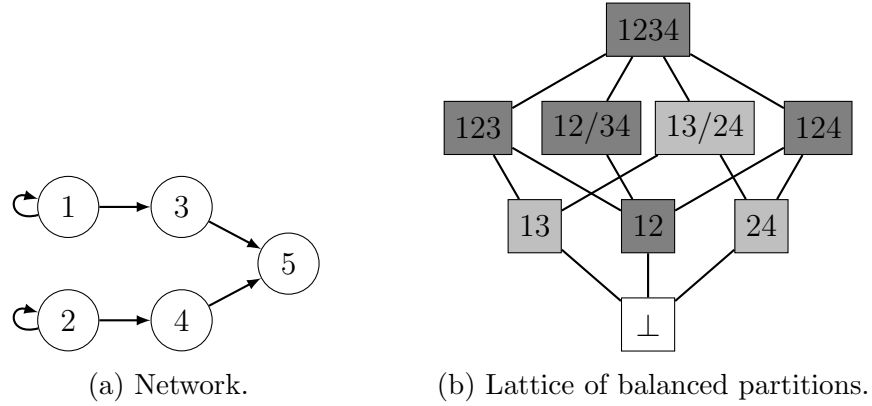 1234
123 12/34 13/24 124
1 3
13 12 24
5
2 4
⊥
(a) Network. (b) Lattice of balanced partitions.